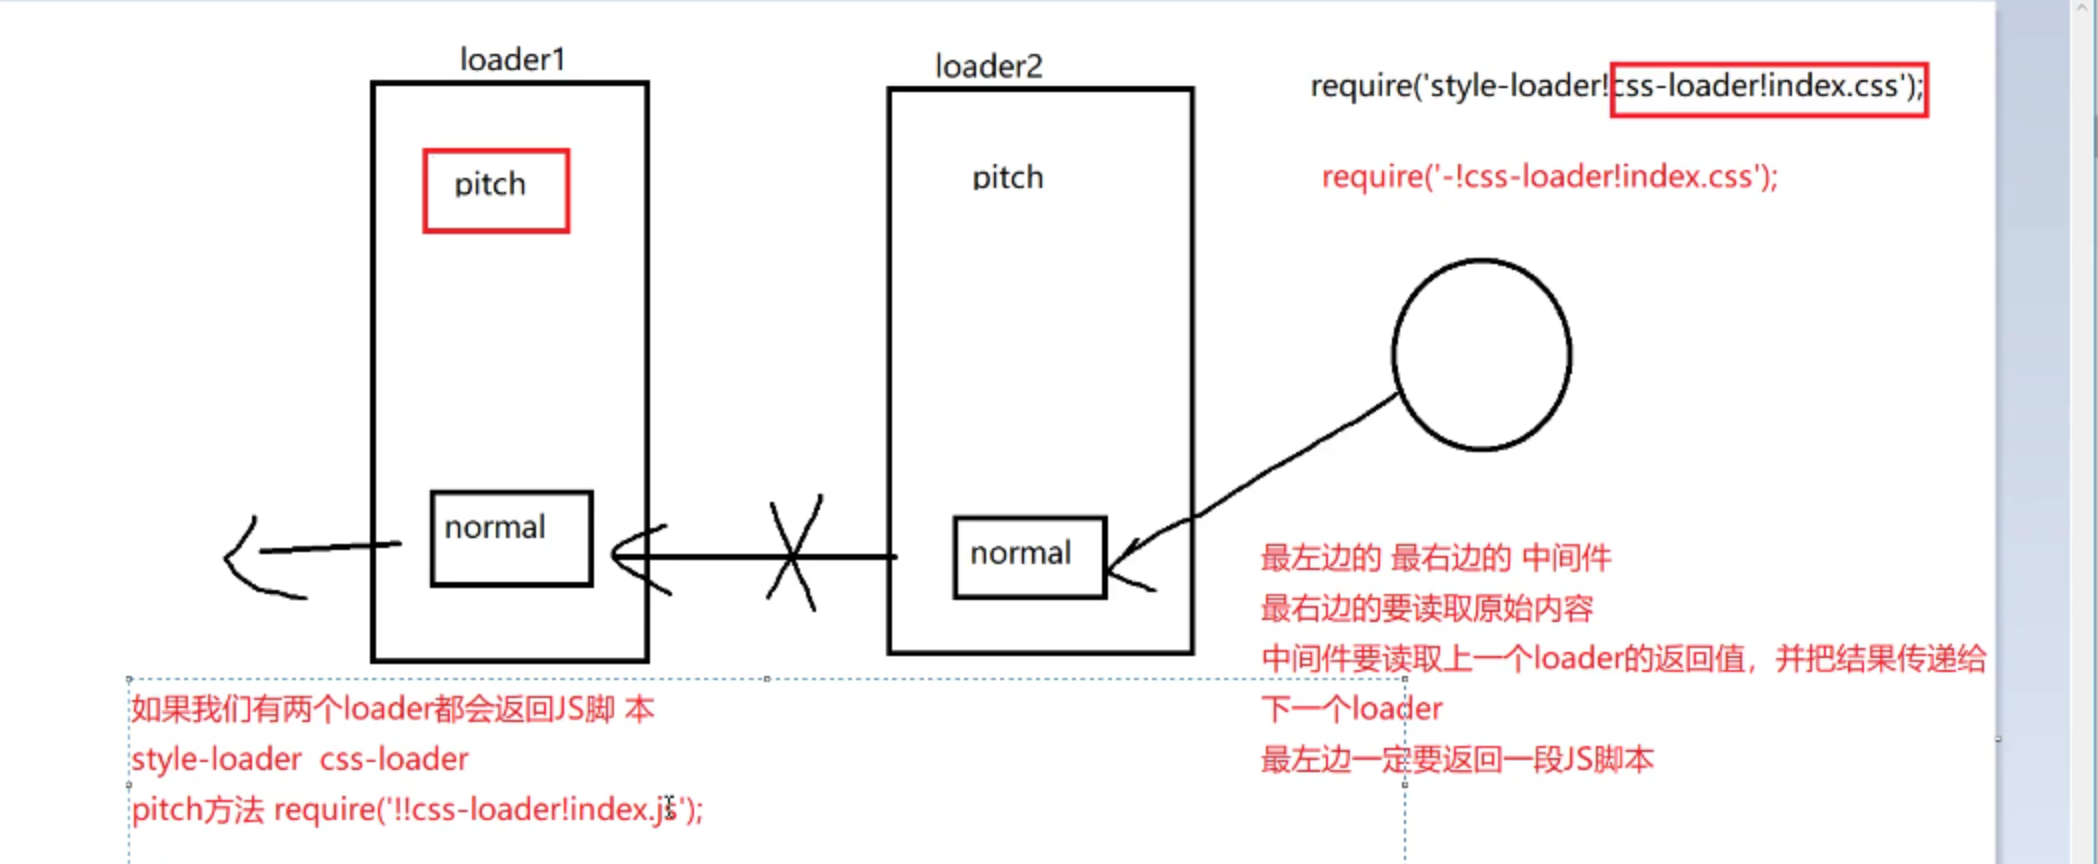 loader1
loader2
require('style-loader!css-loader!index.css');
pitch
pitch
require('-!css-loader!index.css');
normal
normal
最左边的 最右边的 中间件
最右边的要读取原始内容
中间件要读取上一个loader的返回值，并把结果传递给
下一个loader
最左边一定要返回一段JS脚本
如果我们有两个loader都会返回JS脚 本
style-loader  css-loader
pitch方法 require('!!css-loader!index.js');